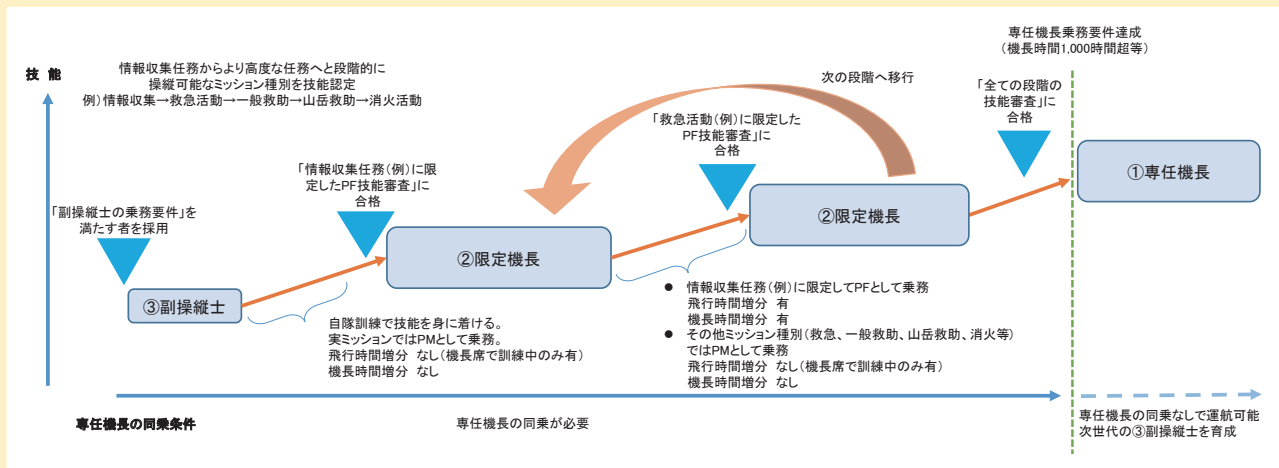 専任機長乗務要件達成
(機長時間1,000時間超等)
技 能
情報収集任務からより高度な任務へと段階的に
操縦可能なミッション種別を技能認定
例)情報収集→救急活動→一般救助→山岳救助→消火活動
次の段階へ移行
「全ての段階の
技能審査」に
合格
「救急活動(例)に限定した
PF技能審査」に
合格
「情報収集任務(例)に限
定したPF技能審査」に
合格
「副操縦士の乗務要件」を
満たす者を採用
①専任機長
②限定機長
②限定機長
③副操縦士
自隊訓練で技能を身に着ける。
実ミッションではPMとして乗務。
飛行時間増分 なし(機長席で訓練中のみ有)
機長時間増分 なし
● 情報収集任務(例)に限定してPFとして乗務
飛行時間増分 有
機長時間増分 有
● その他ミッション種別(救急、一般救助、山岳救助、消火等)
ではPMとして乗務
飛行時間増分 なし(機長席で訓練中のみ有)
機長時間増分 なし
専任機長の同乗条件
専任機長の同乗が必要
専任機長の同乗なしで運航可能
次世代の③副操縦士を育成